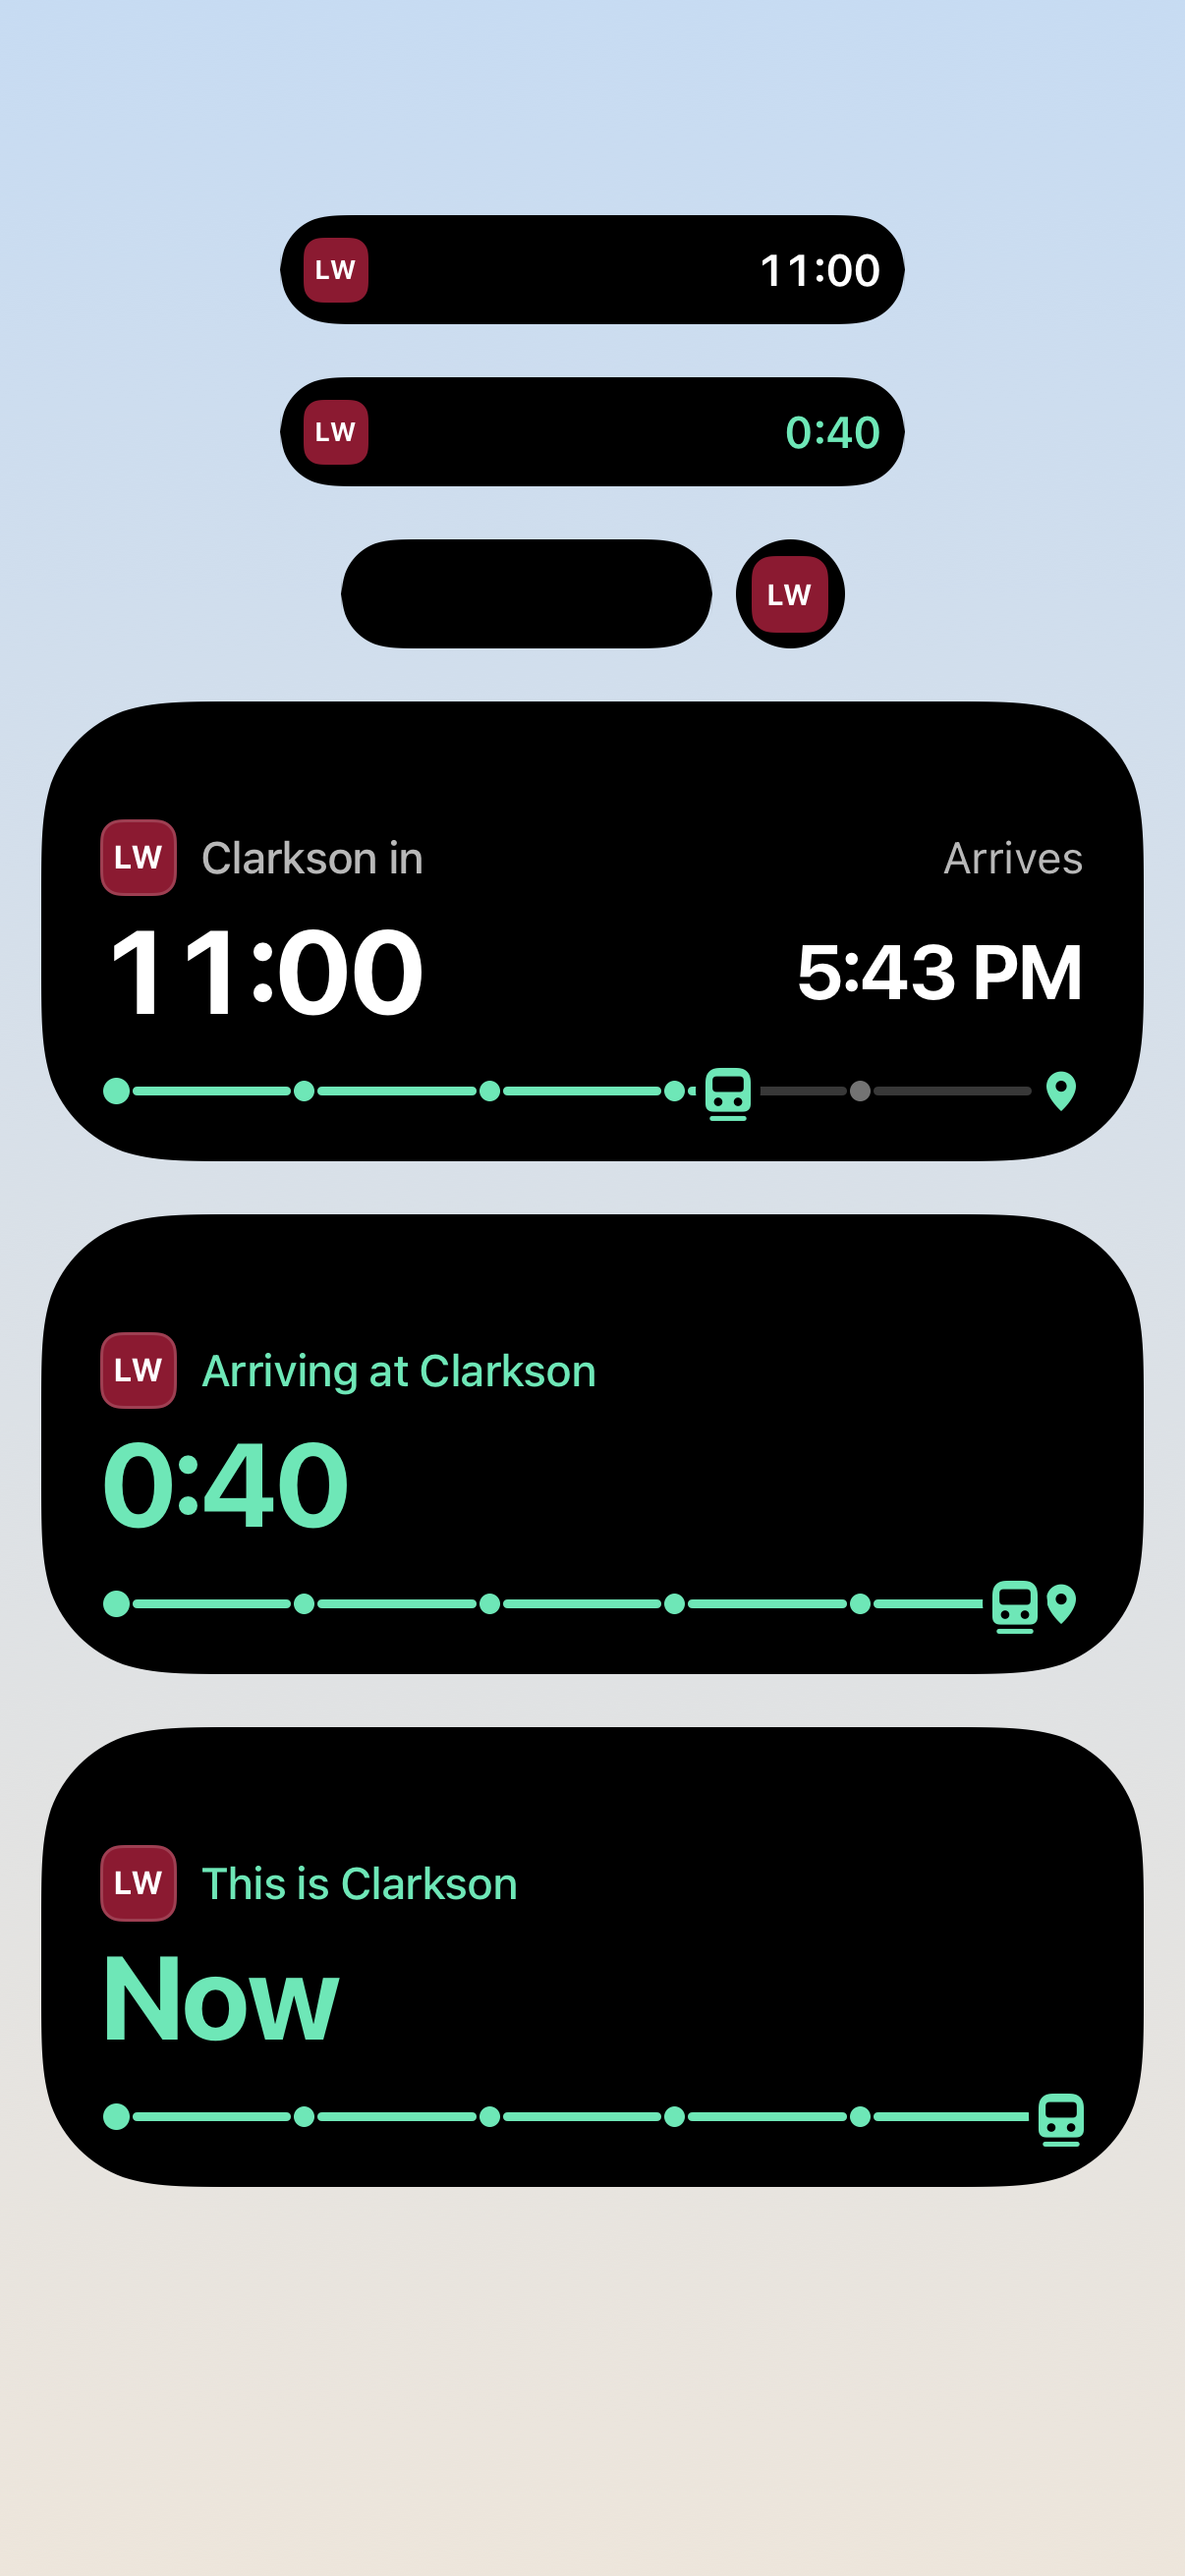 LW 11:00
LW 0:40
LW
LW Clarkson in Arrives
11:00 5:43 PM
LW Arriving at Clarkson
0:40
LW This is Clarkson
Now